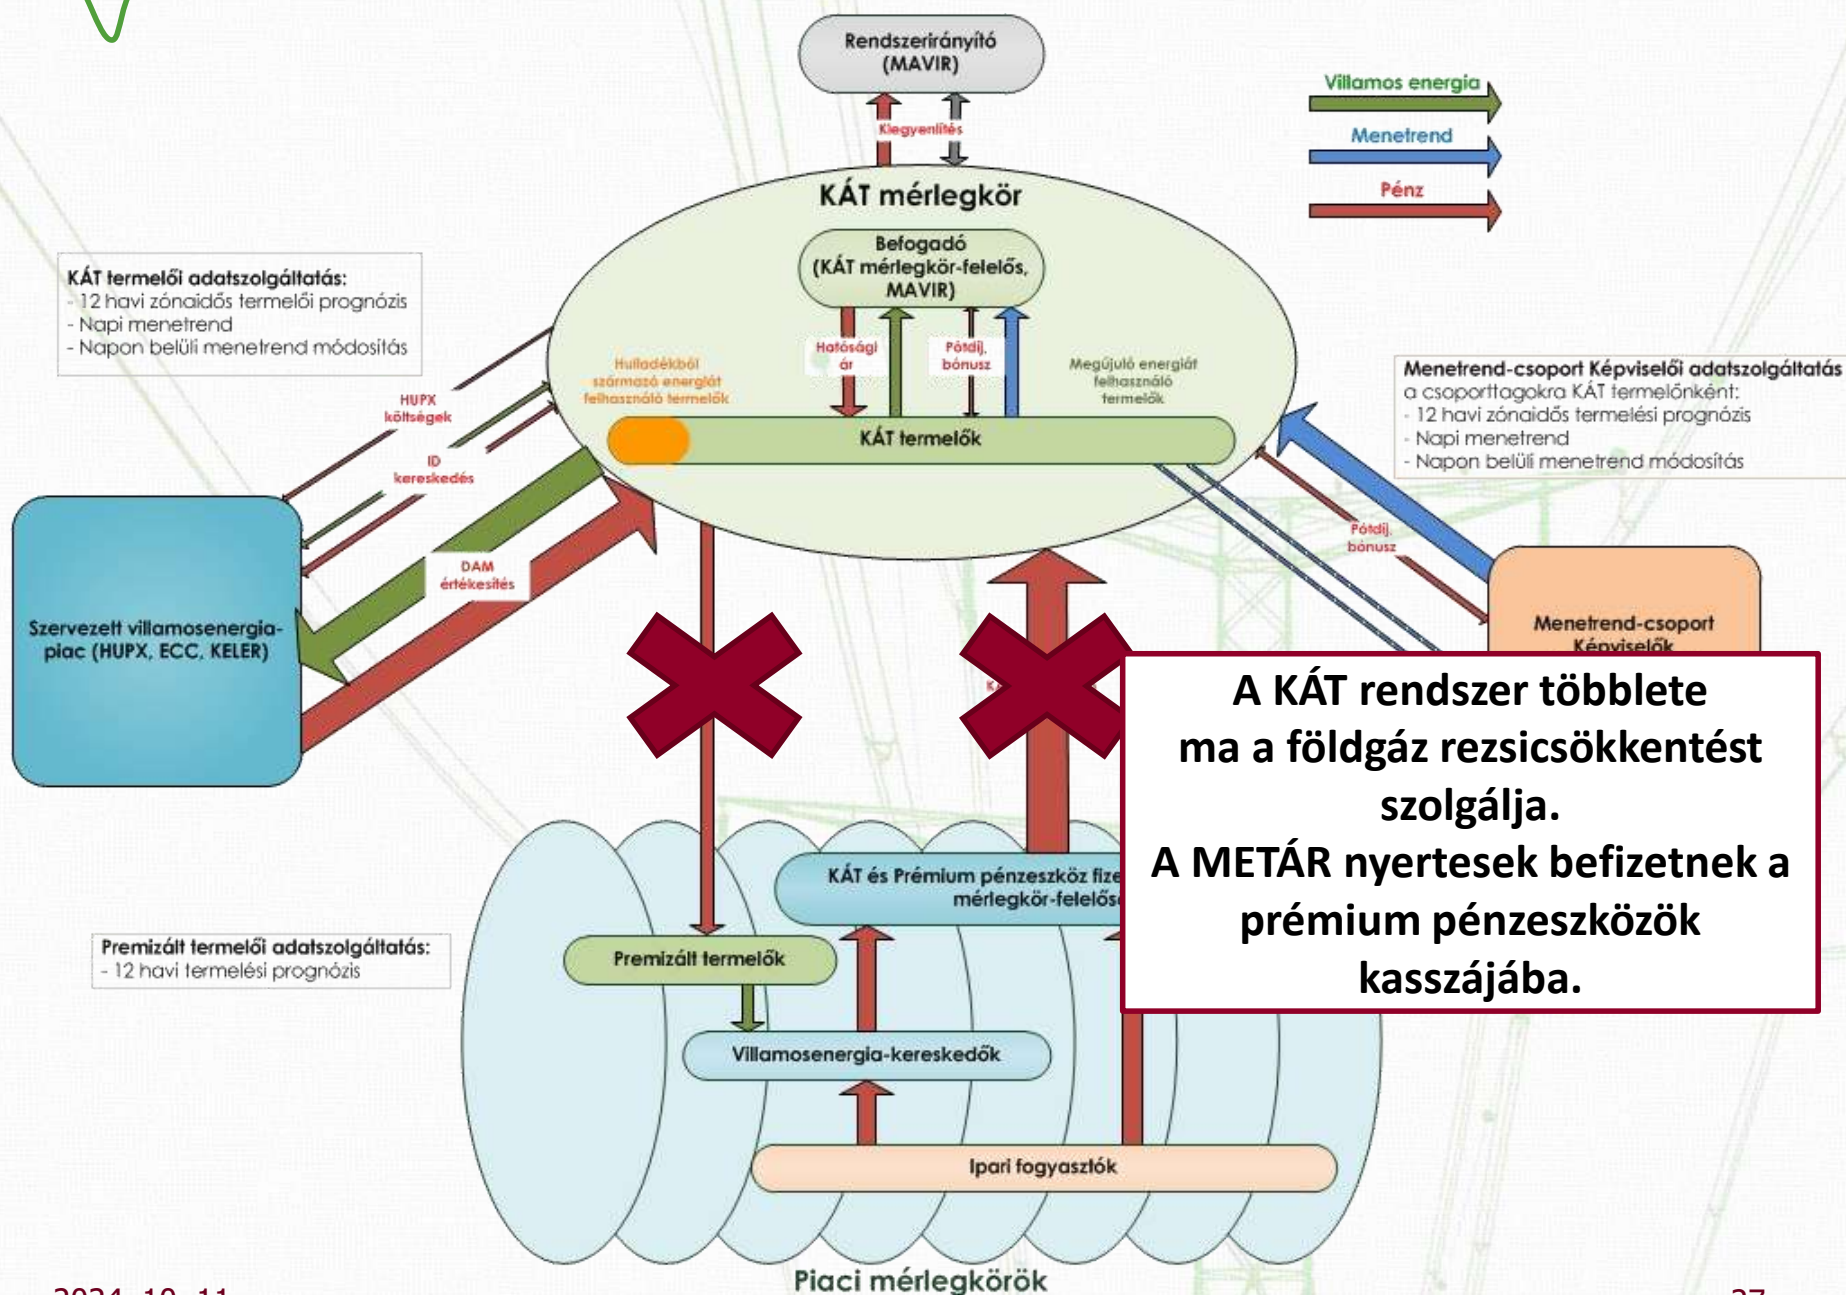 Rendszerirányító
(MAVIR)
Kiegyenlítés
Villamos energia
Menetrend
Pénz
KÁT mérlegkör
Befogadó
(KÁT mérlegkör-felelős,
MAVIR)
KÁT termelői adatszolgáltatás:
- 12 havi zónaidős termelői prognózis
- Napi menetrend
- Napon belüli menetrend módosítás
Hatósági
ár
Pótdíj,
bónusz
Hulladékból
származó energiát
felhasználó termelők
Megújuló energiát
felhasználó
termelők
KÁT termelők
Menetrend-csoport Képviselői adatszolgáltatás
a csoporttagokra KÁT termelőnként:
- 12 havi zónaidős termelési prognózis
- Napi menetrend
- Napon belüli menetrend módosítás
HUPX
költségek
ID
kereskedés
DAM
értékesítés
Pótdíj,
bónusz
Szervezett villamosenergia-
piac (HUPX, ECC, KELER)
Menetrend-csoport
Képviselők
A KÁT rendszer többlete
ma a földgáz rezsicsökkentést
szolgálja.
A METÁR nyertesek befizetnek a
prémium pénzeszközök
kasszájába.
KÁT és Prémium pénzeszköz
Premizált termelői adatszolgáltatás:
- 12 havi termelési prognózis
Premizált termelők
Villamosenergia-kereskedők
Ipari fogyasztók
Piaci mérlegkörök